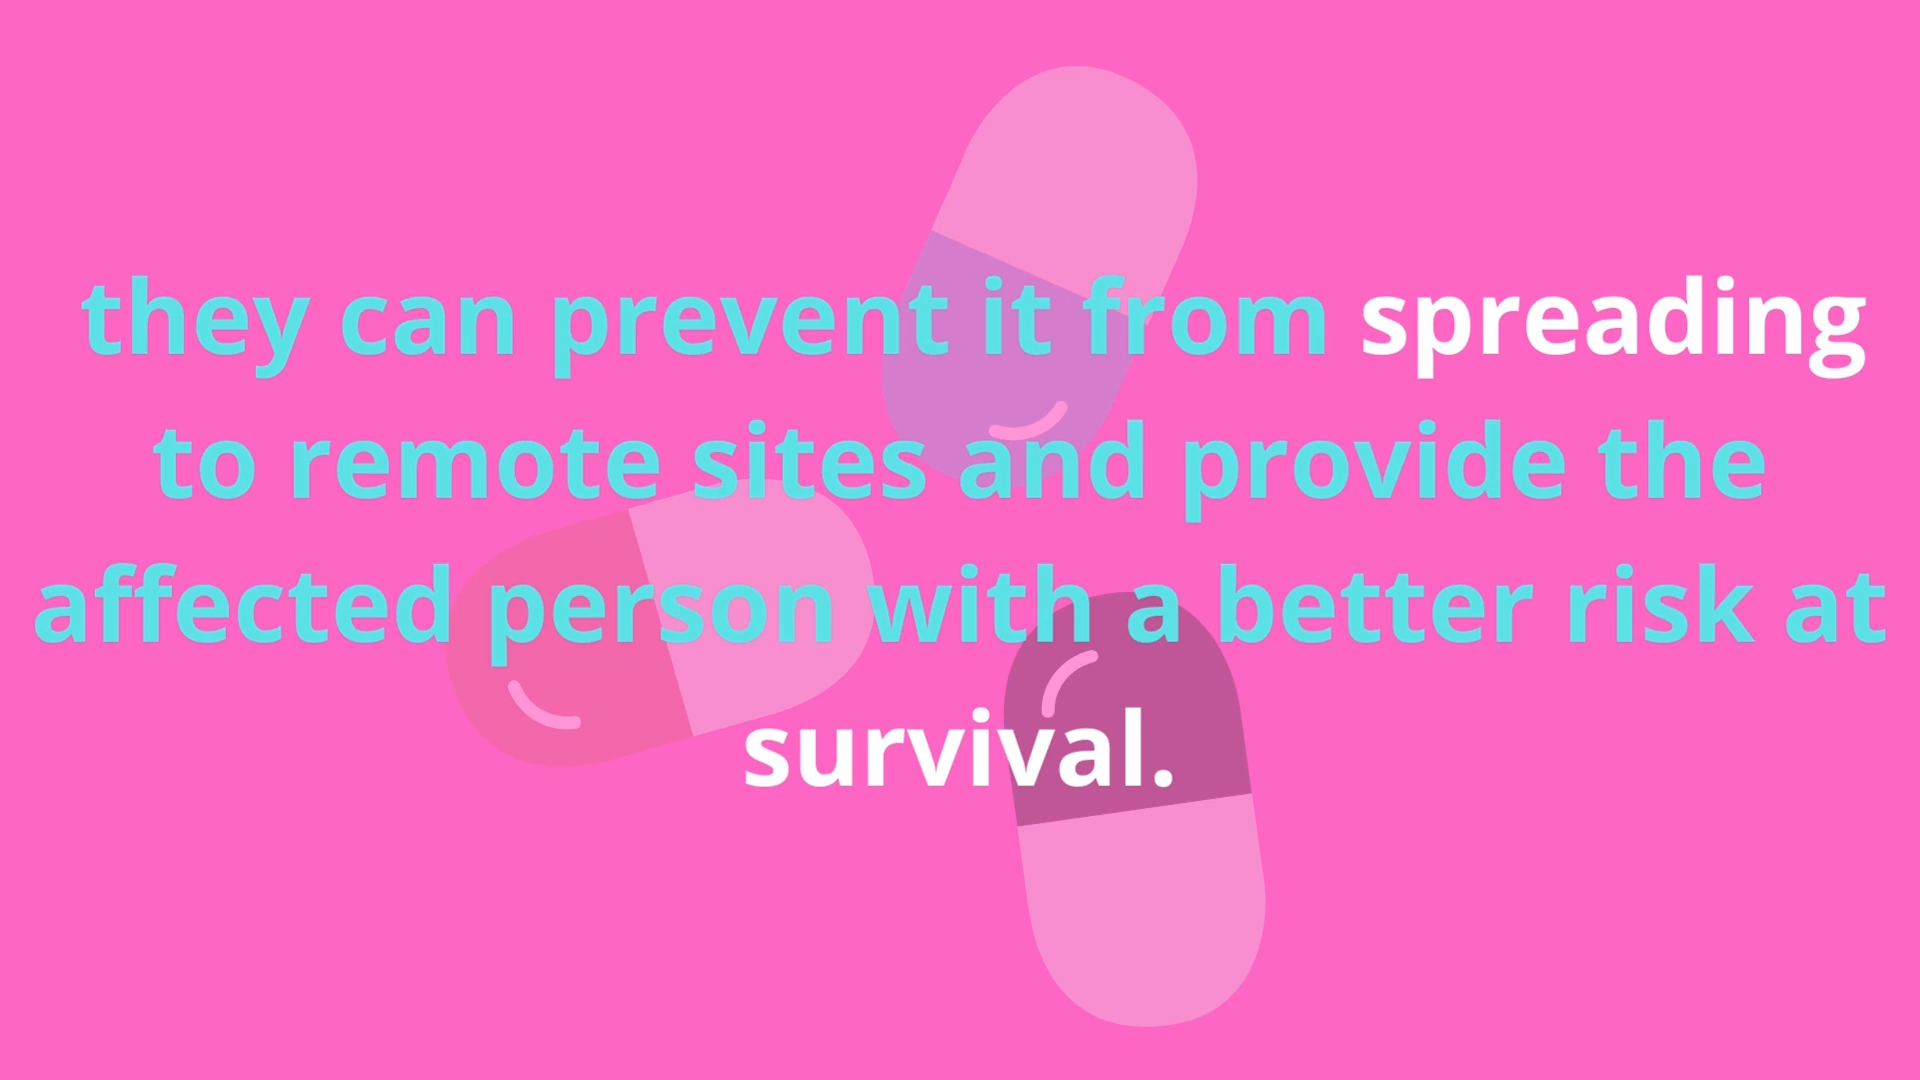 they can prevent it from spreading
to remote sites and provide the
affected person with a better risk at
survival.